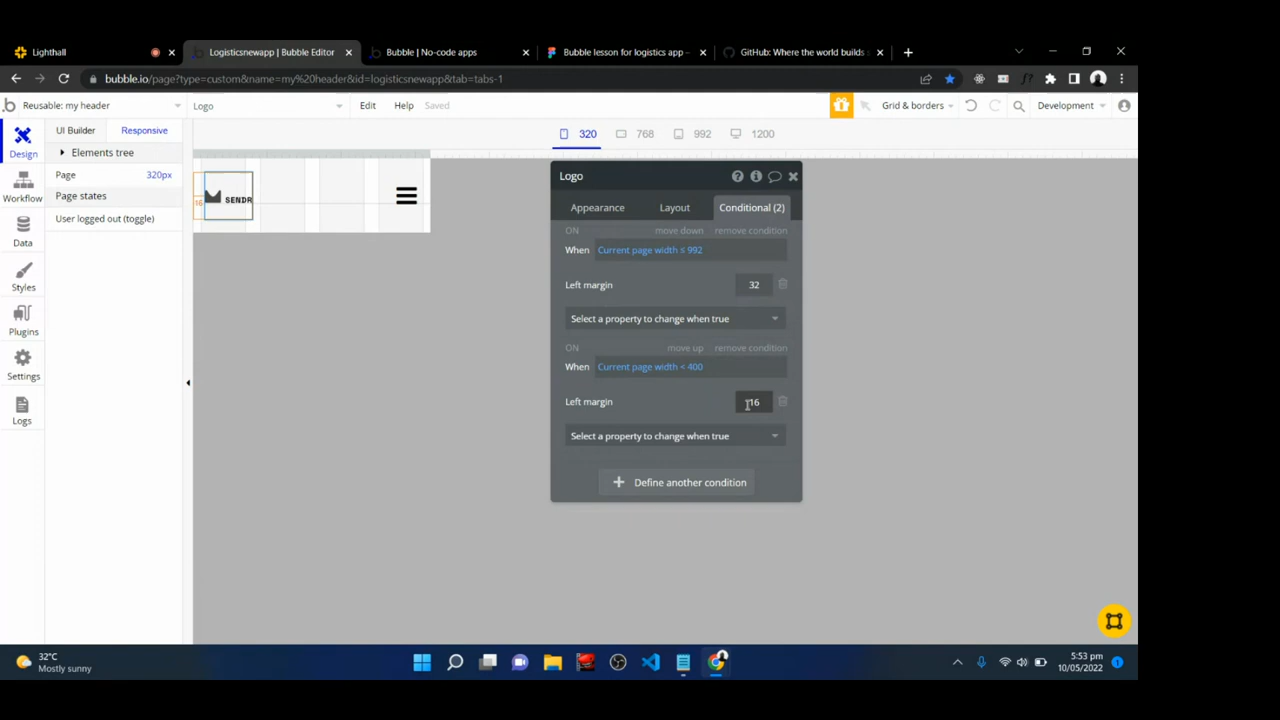 Lighthall
Logisticsnewapp | Bubble Editor
Bubble | No-code apps
Bubble lesson for logistics app –
GitHub: Where the world builds s
bubble.io/page?type=custom&name=my%20header&id=logisticsnewapp&tab=tabs-1
Reusable: my header
Logo
Edit
Help
Saved
Grid & borders
Development
Design
Workflow
Data
Styles
Plugins
Settings
Logs
UI Builder
Responsive
Elements tree
Page
320px
Page states
User logged out (toggle)
320
768
992
1200
16
SENDR
Logo
Appearance
Layout
Conditional (2)
ON
move down
remove condition
When
Current page width ≤ 992
Left margin
32
Select a property to change when true
ON
move up
remove condition
When
Current page width < 400
Left margin
16
Select a property to change when true
Define another condition
32°C
Mostly sunny
5:53 pm
10/05/2022
1